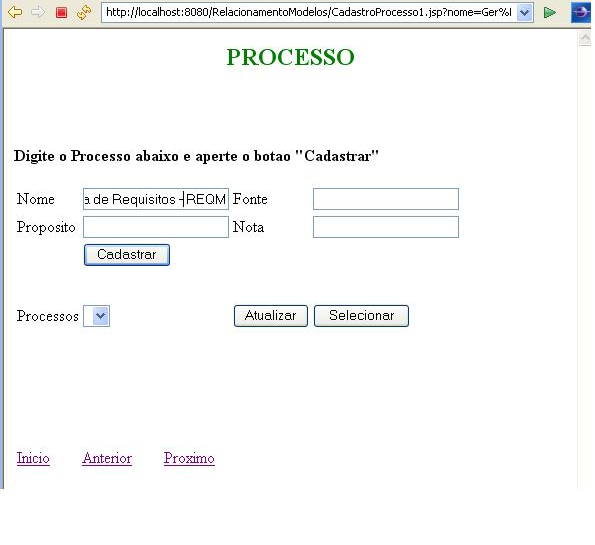 http://localhost:8080/RelacionamentoModelos/CadastroProcesso1.jsp?nome=Ger%
PROCESSO
Digite o Processo abaixo e aperte o botao "Cadastrar"
Nome a de Requisitos - REQM Fonte
Proposito Nota
Cadastrar
Processos Atualizar Selecionar
Inicio Anterior Proximo